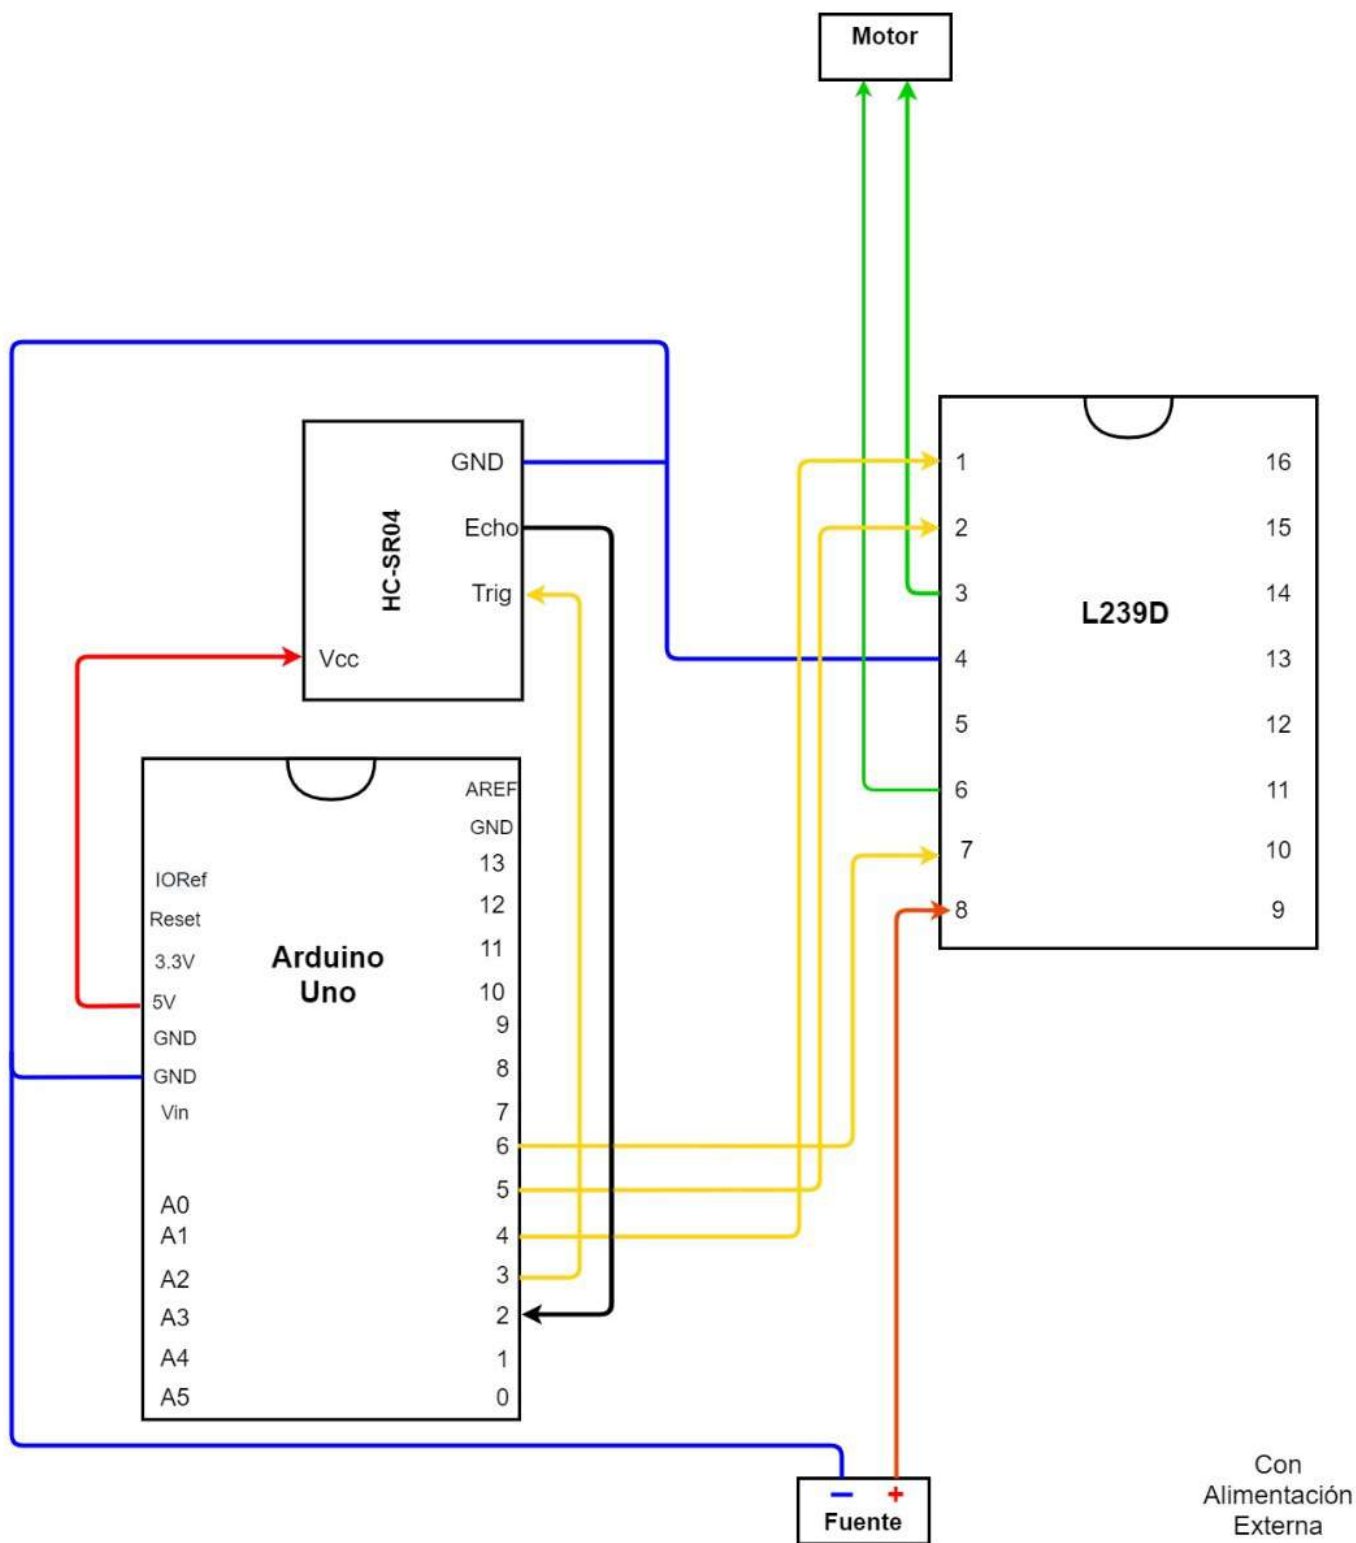 Motor
HC-SR04
GND
Echo
Trig
Vcc
L239D
1
2
3
4
5
6
7
8
16
15
14
13
12
11
10
9
Arduino
Uno
IORef
Reset
3.3V
5V
GND
GND
Vin
A0
A1
A2
A3
A4
A5
AREF
GND
13
12
11
10
9
8
7
6
5
4
3
2
1
0
− +
Fuente
Con
Alimentación
Externa